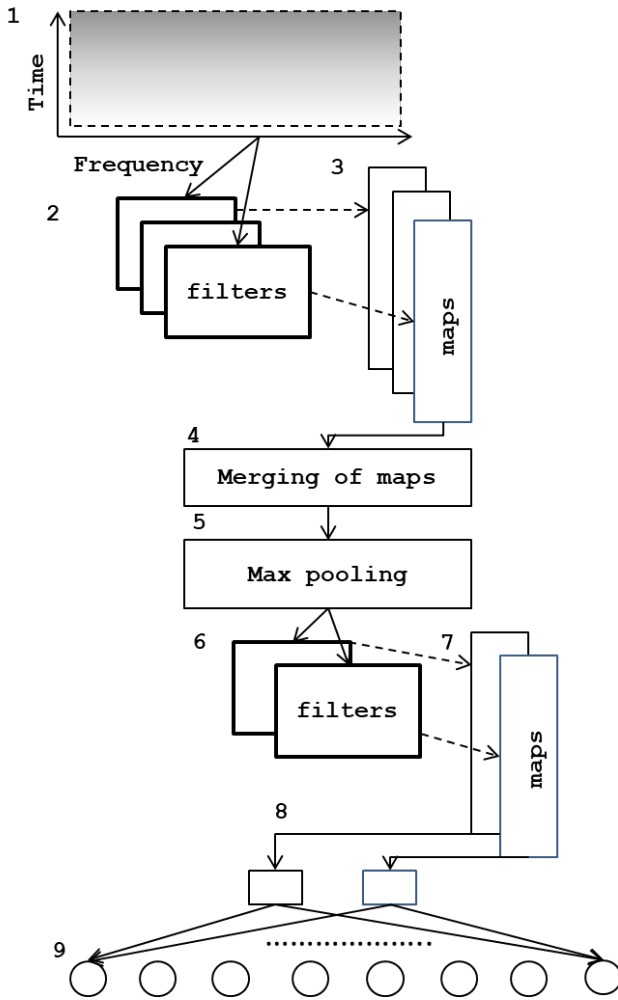 1
Time
Frequency
2
3
filters
maps
4
Merging of maps
5
Max pooling
6
7
filters
maps
8
9